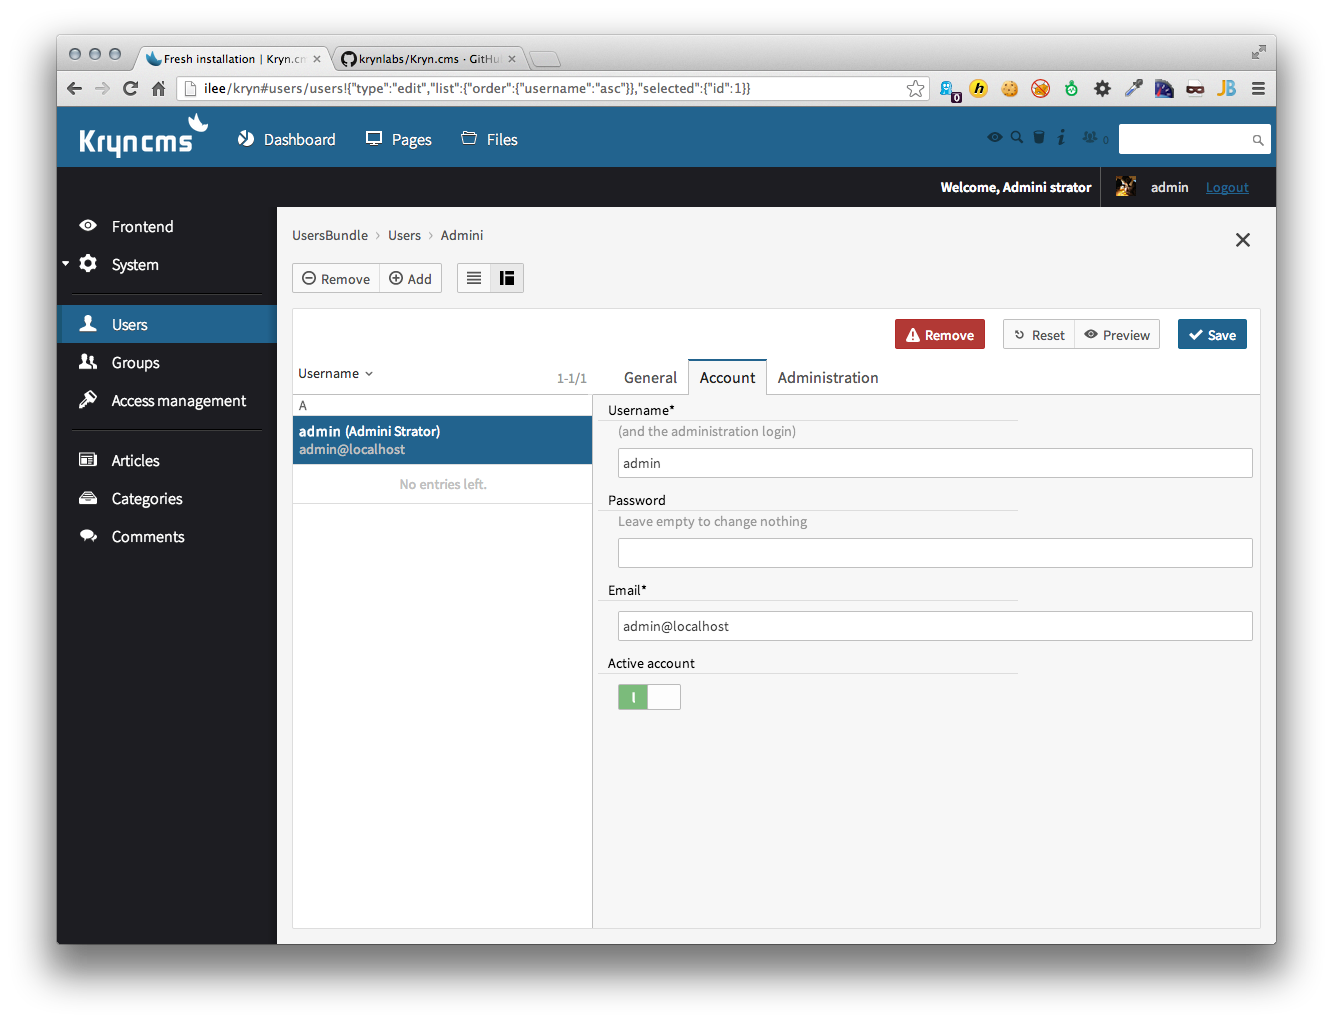 Fresh installation | Kryn.cm
krynlabs/Kryn.cms · GitHu
ilee/kryn#users/users!{"type":"edit","list":{"order":{"username":"asc"}},"selected":{"id":1}}
0
h
JB
Kryncms
Dashboard
Pages
Files
0
Welcome, Admini strator
admin
Logout
Frontend
System
Users
Groups
Access management
Articles
Categories
Comments
UsersBundle › Users › Admini
Remove
Add
Remove
Reset
Preview
Save
Username
1-1/1
General
Account
Administration
A
admin (Admini Strator)
admin@localhost
No entries left.
Username*
(and the administration login)
admin
Password
Leave empty to change nothing
Email*
admin@localhost
Active account
I